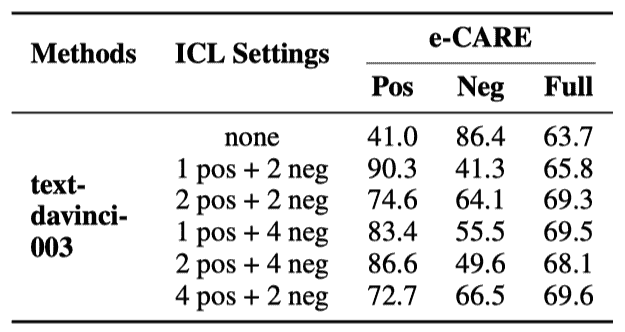 Methods ICL Settings e-CARE
Pos Neg Full
text-davinci-003
none 41.0 86.4 63.7
1 pos + 2 neg 90.3 41.3 65.8
2 pos + 2 neg 74.6 64.1 69.3
1 pos + 4 neg 83.4 55.5 69.5
2 pos + 4 neg 86.6 49.6 68.1
4 pos + 2 neg 72.7 66.5 69.6